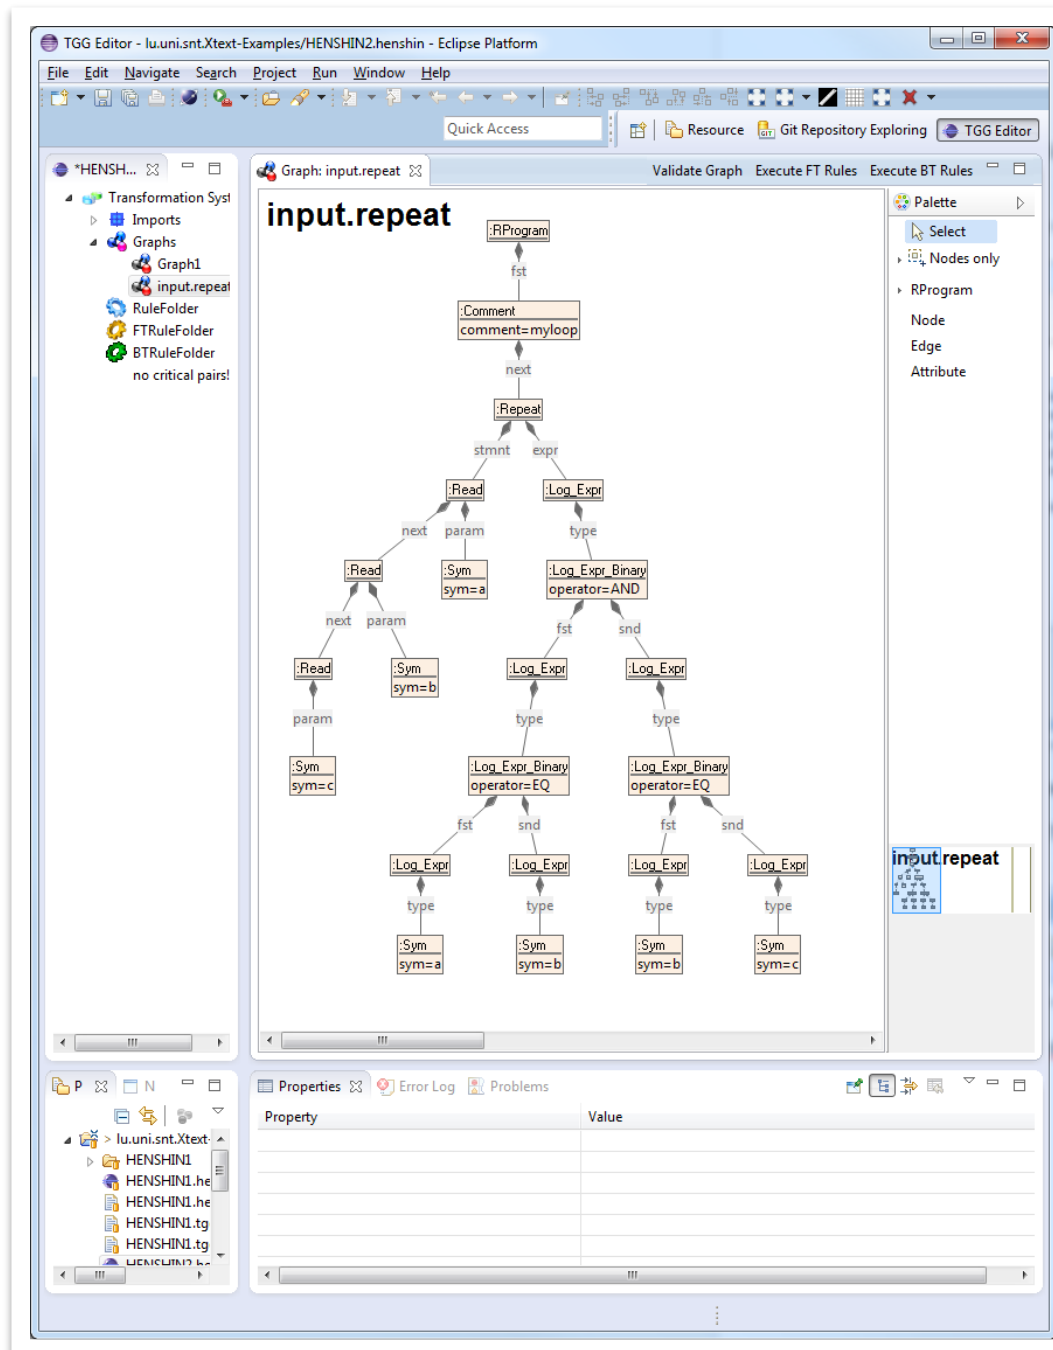 TGG Editor - lu.uni.snt.Xtext-Examples/HENSHIN2.henshin - Eclipse Platform
File Edit Navigate Search Project Run Window Help
Quick Access
Resource
Git Repository Exploring
TGG Editor
*HENSH...
Transformation Syst
Imports
Graphs
Graph1
input.repeat
RuleFolder
FTRuleFolder
BTRuleFolder
no critical pairs!
Graph: input.repeat
Validate Graph Execute FT Rules Execute BT Rules
input.repeat
:RProgram
fst
:Comment
comment=myloop
next
:Repeat
stmnt expr
:Read :Log_Expr
next param type
:Read :Sym :Log_Expr_Binary
sym=a operator=AND
next param fst snd
:Read :Sym :Log_Expr :Log_Expr
sym=b
param type type
:Sym :Log_Expr_Binary :Log_Expr_Binary
sym=c operator=EQ operator=EQ
fst snd fst snd
:Log_Expr :Log_Expr :Log_Expr :Log_Expr
type type type type
:Sym :Sym :Sym :Sym
sym=a sym=b sym=b sym=c
Palette
Select
Nodes only
RProgram
Node
Edge
Attribute
input.repeat
P N
> lu.uni.snt.Xtext-
HENSHIN1
HENSHIN1.he
HENSHIN1.he
HENSHIN1.tg
HENSHIN1.tg
HENSHIN2.he
Properties Error Log Problems
Property Value